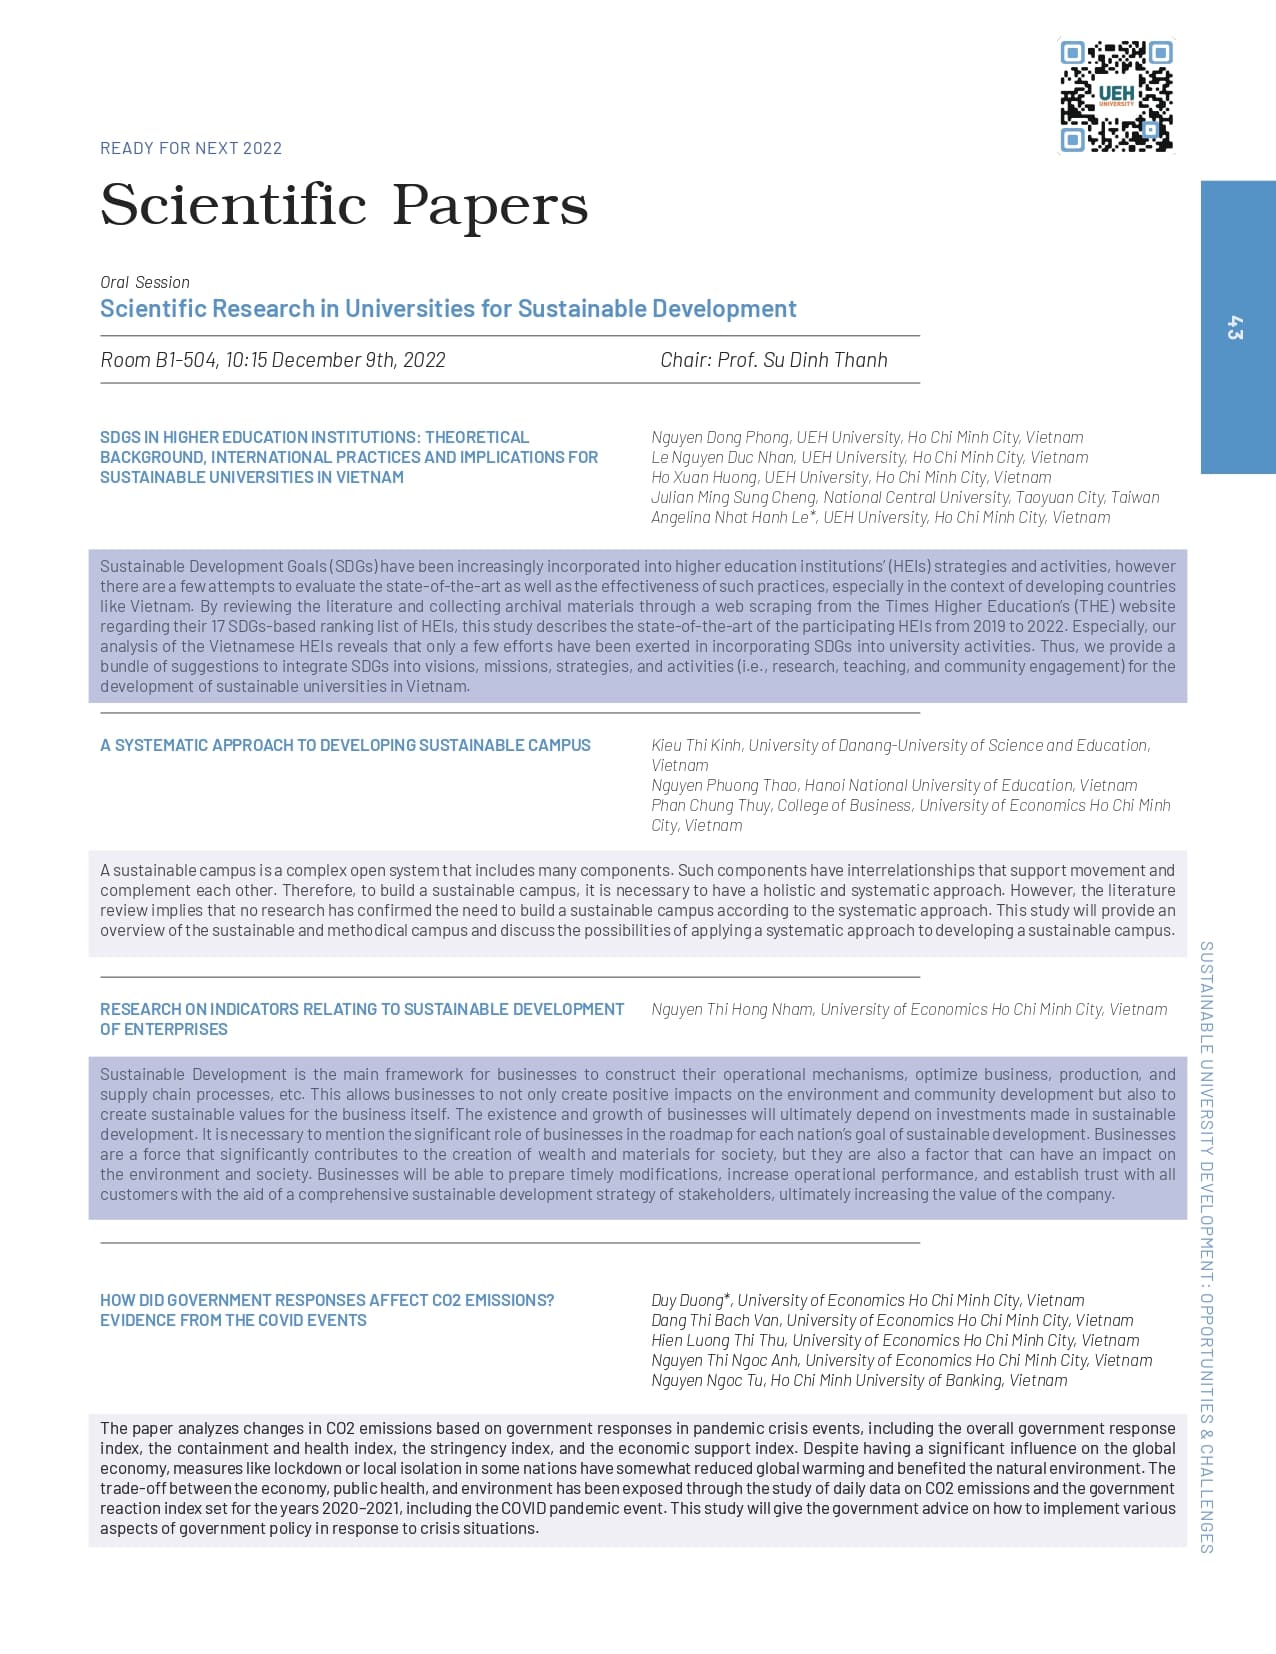 UEH
UNIVERSITY
READY FOR NEXT 2022
Scientific Papers
Oral Session
Scientific Research in Universities for Sustainable Development
Room B1-504, 10:15 December 9th, 2022
Chair: Prof. Su Dinh Thanh
43
SDGS IN HIGHER EDUCATION INSTITUTIONS: THEORETICAL
BACKGROUND, INTERNATIONAL PRACTICES AND IMPLICATIONS FOR
SUSTAINABLE UNIVERSITIES IN VIETNAM
Nguyen Dong Phong, UEH University, Ho Chi Minh City, Vietnam
Le Nguyen Duc Nhan, UEH University, Ho Chi Minh City, Vietnam
Ho Xuan Huong, UEH University, Ho Chi Minh City, Vietnam
Julian Ming Sung Cheng, National Central University, Taoyuan City, Taiwan
Angelina Nhat Hanh Le*, UEH University, Ho Chi Minh City, Vietnam
Sustainable Development Goals (SDGs) have been increasingly incorporated into higher education institutions' (HEIs) strategies and activities, however
there are a few attempts to evaluate the state-of-the-art as well as the effectiveness of such practices, especially in the context of developing countries
like Vietnam. By reviewing the literature and collecting archival materials through a web scraping from the Times Higher Education's (THE) website
regarding their 17 SDGs-based ranking list of HEIs, this study describes the state-of-the-art of the participating HEIs from 2019 to 2022. Especially, our
analysis of the Vietnamese HEIs reveals that only a few efforts have been exerted in incorporating SDGs into university activities. Thus, we provide a
bundle of suggestions to integrate SDGs into visions, missions, strategies, and activities (i.e., research, teaching, and community engagement) for the
development of sustainable universities in Vietnam.
A SYSTEMATIC APPROACH TO DEVELOPING SUSTAINABLE CAMPUS
Kieu Thi Kinh, University of Danang-University of Science and Education,
Vietnam
Nguyen Phuong Thao, Hanoi National University of Education, Vietnam
Phan Chung Thuy, College of Business, University of Economics Ho Chi Minh
City, Vietnam
A sustainable campus is a complex open system that includes many components. Such components have interrelationships that support movement and
complement each other. Therefore, to build a sustainable campus, it is necessary to have a holistic and systematic approach. However, the literature
review implies that no research has confirmed the need to build a sustainable campus according to the systematic approach. This study will provide an
overview of the sustainable and methodical campus and discuss the possibilities of applying a systematic approach to developing a sustainable campus.
RESEARCH ON INDICATORS RELATING TO SUSTAINABLE DEVELOPMENT
OF ENTERPRISES
Nguyen Thi Hong Nham, University of Economics Ho Chi Minh City, Vietnam
Sustainable Development is the main framework for businesses to construct their operational mechanisms, optimize business, production, and
supply chain processes, etc. This allows businesses to not only create positive impacts on the environment and community development but also to
create sustainable values for the business itself. The existence and growth of businesses will ultimately depend on investments made in sustainable
development. It is necessary to mention the significant role of businesses in the roadmap for each nation's goal of sustainable development. Businesses
are a force that significantly contributes to the creation of wealth and materials for society, but they are also a factor that can have an impact on
the environment and society. Businesses will be able to prepare timely modifications, increase operational performance, and establish trust with all
customers with the aid of a comprehensive sustainable development strategy of stakeholders, ultimately increasing the value of the company.
HOW DID GOVERNMENT RESPONSES AFFECT CO2 EMISSIONS?
EVIDENCE FROM THE COVID EVENTS
Duy Duong*, University of Economics Ho Chi Minh City, Vietnam
Dang Thi Bach Van, University of Economics Ho Chi Minh City, Vietnam
Hien Luong Thi Thu, University of Economics Ho Chi Minh City, Vietnam
Nguyen Thi Ngoc Anh, University of Economics Ho Chi Minh City, Vietnam
Nguyen Ngoc Tu, Ho Chi Minh University of Banking, Vietnam
The paper analyzes changes in CO2 emissions based on government responses in pandemic crisis events, including the overall government response
index, the containment and health index, the stringency index, and the economic support index. Despite having a significant influence on the global
economy, measures like lockdown or local isolation in some nations have somewhat reduced global warming and benefited the natural environment. The
trade-off between the economy, public health, and environment has been exposed through the study of daily data on CO2 emissions and the government
reaction index set for the years 2020–2021, including the COVID pandemic event. This study will give the government advice on how to implement various
aspects of government policy in response to crisis situations.
SUSTAINABLE UNIVERSITY DEVELOPMENT: OPPORTUNITIES & CHALLENGES